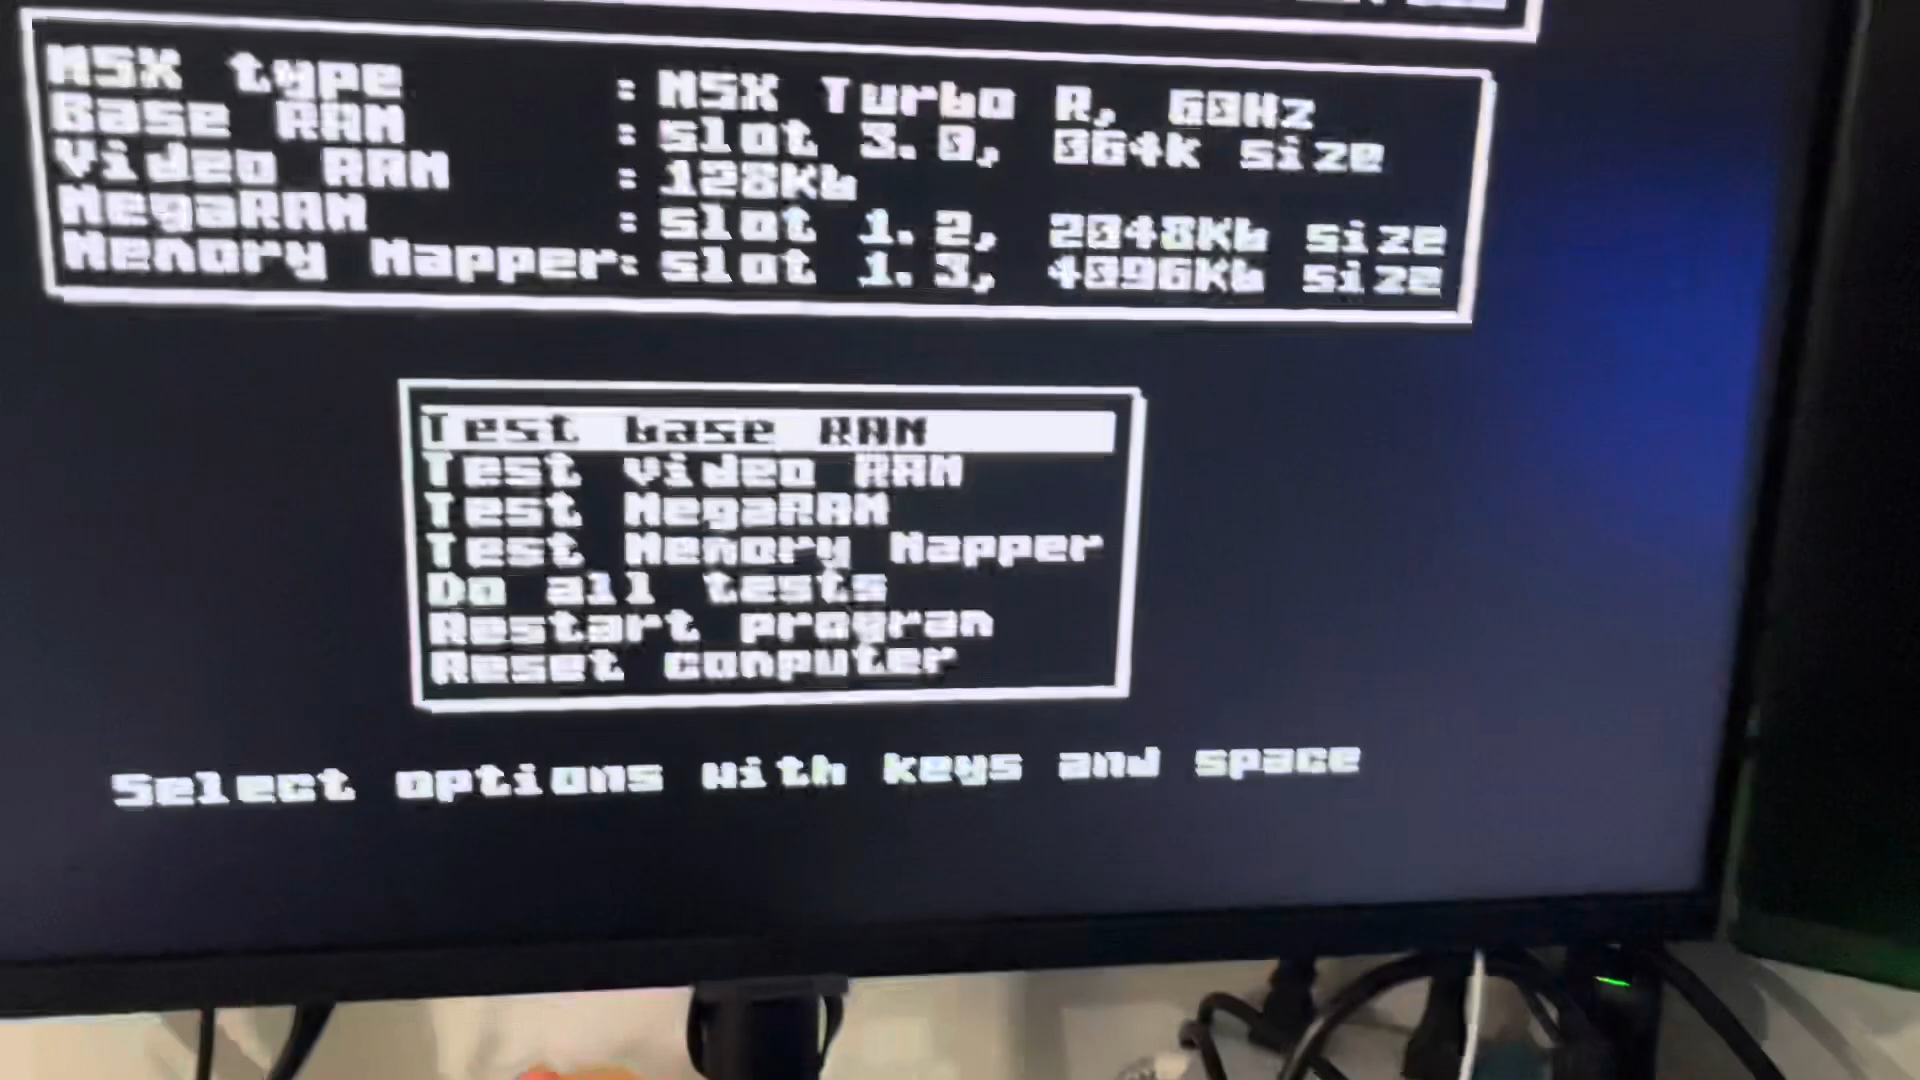 MSX type : MSX Turbo R, 60Hz
Base RAM : slot 3.0, 064k size
Video RAM : 128Kb
MegaRAM : slot 1.2, 2048Kb size
Memory Mapper: slot 1.3, 4096Kb size
Test base RAM
Test video RAM
Test MegaRAM
Test Memory Mapper
Do all tests
Restart program
Reset computer
Select options with keys and space